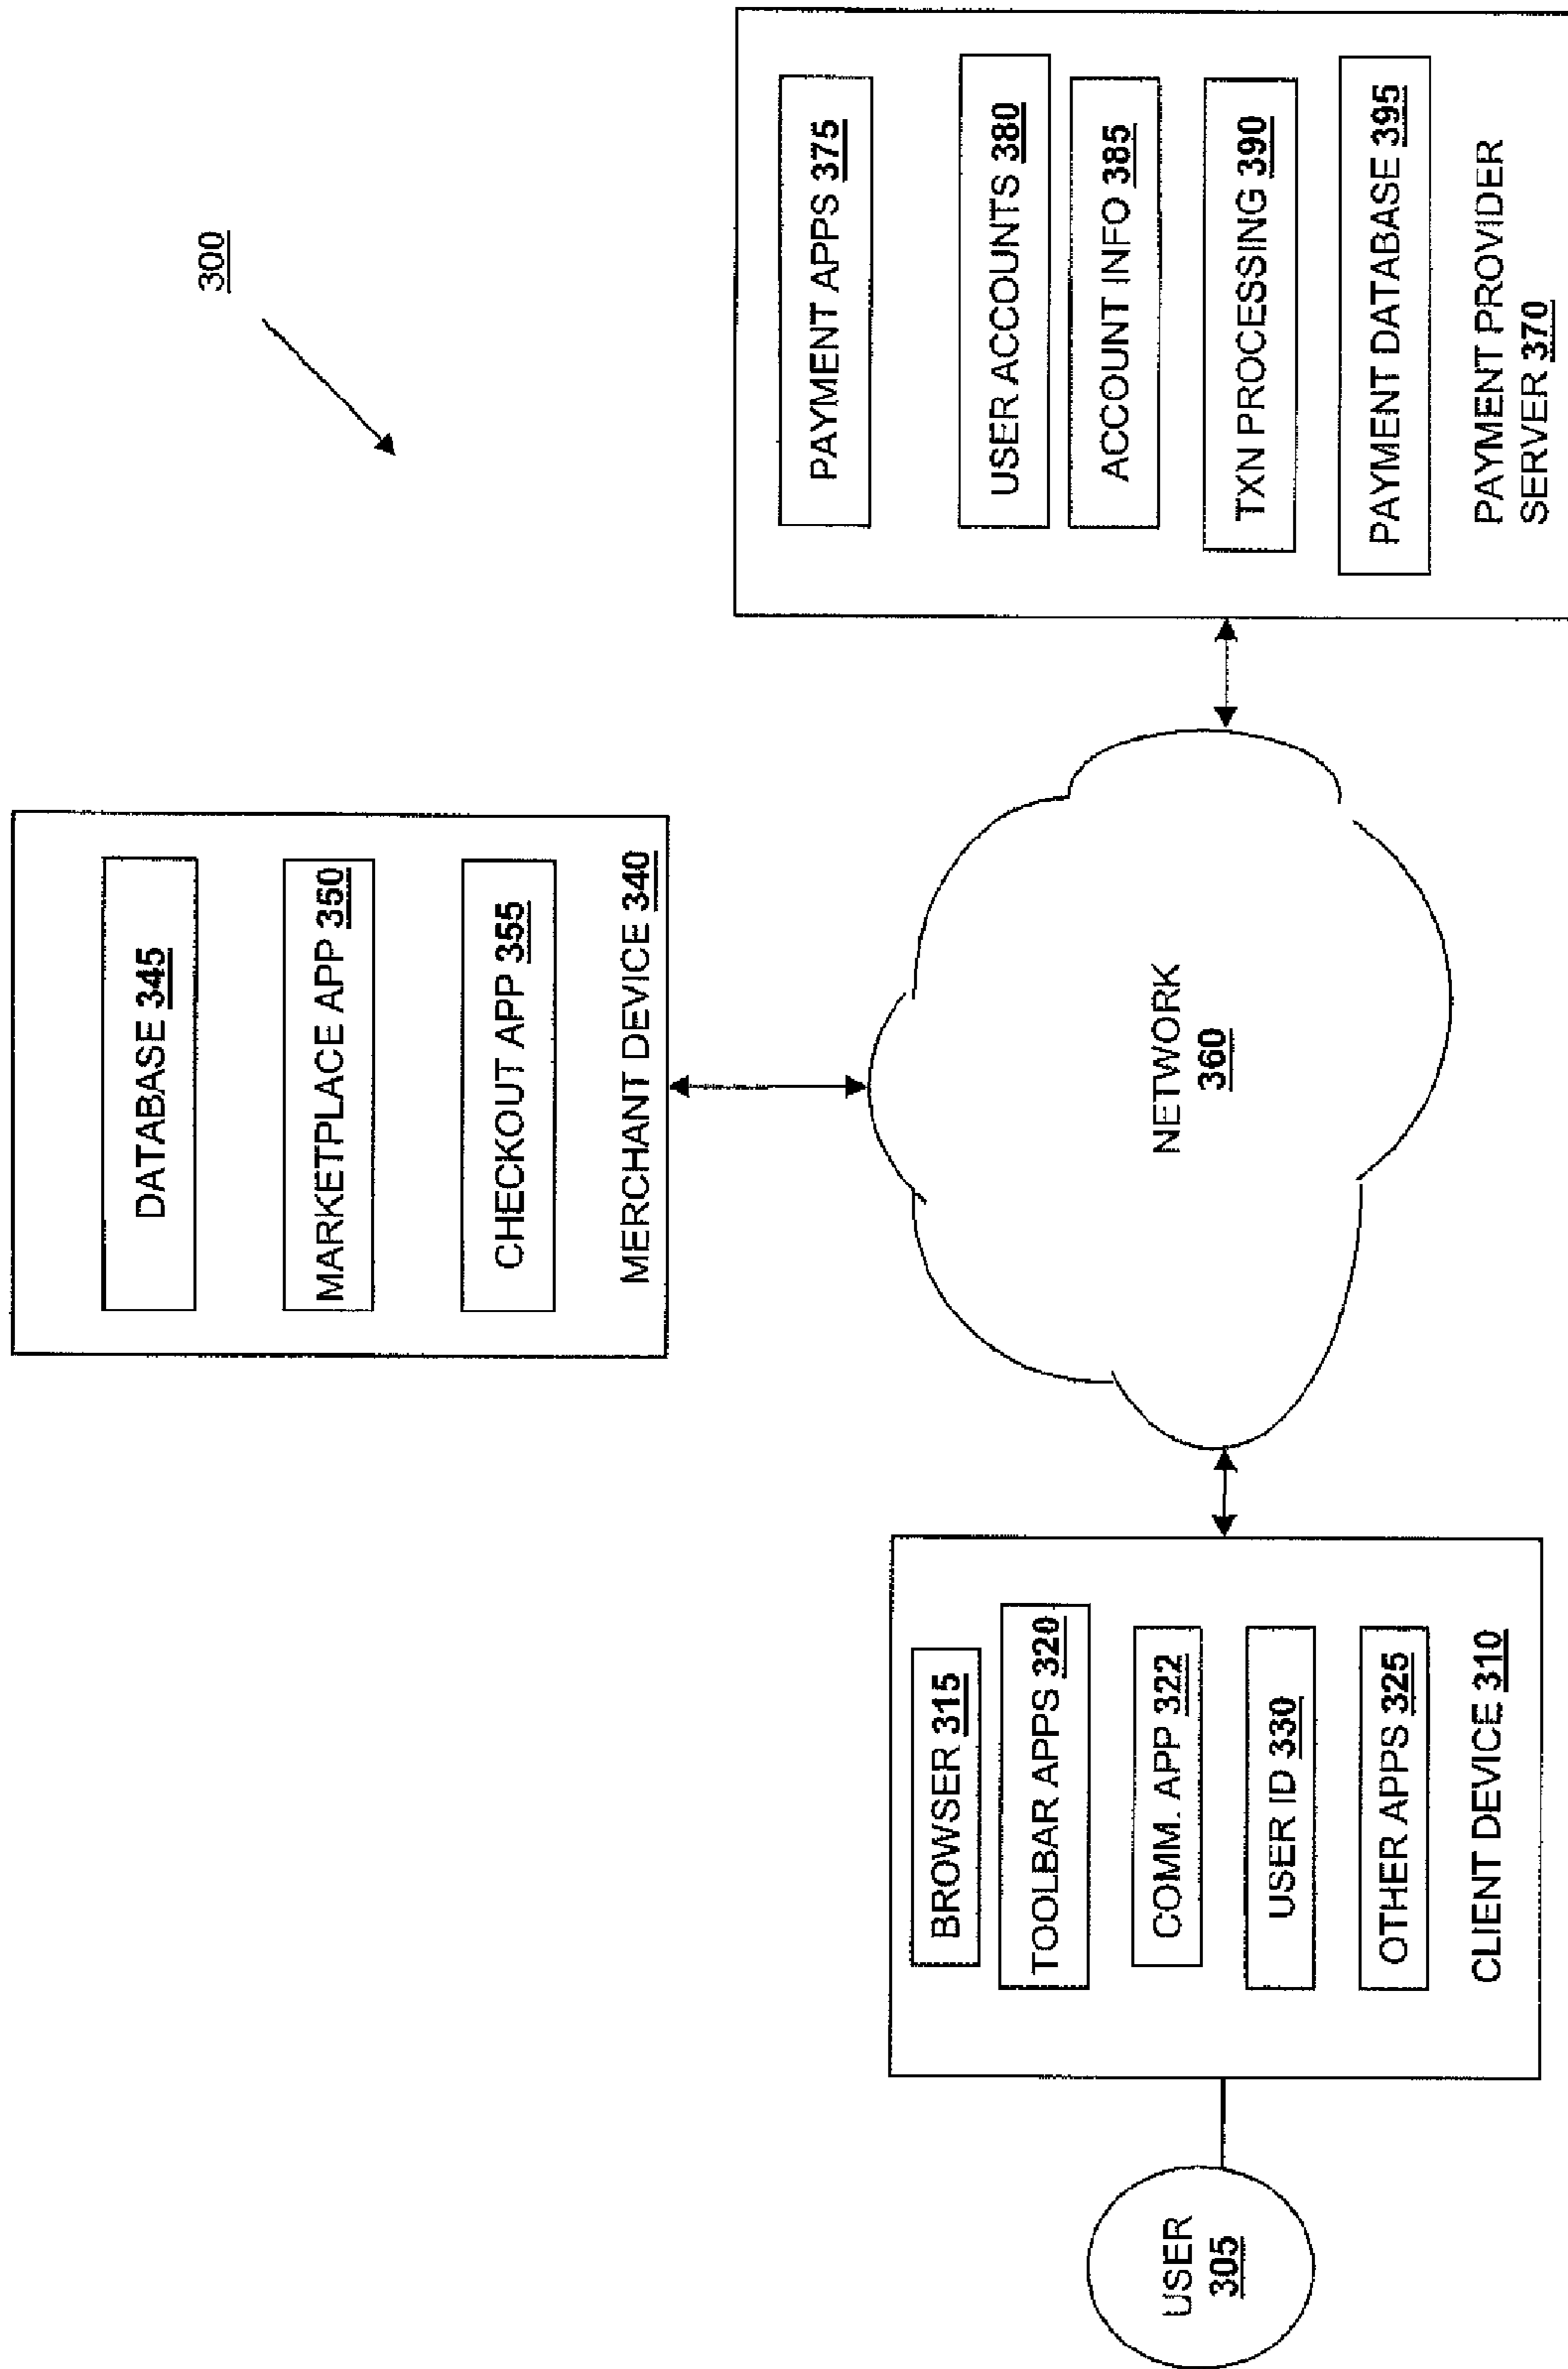 300
DATABASE 345
MARKETPLACE APP 350
CHECKOUT APP 355
MERCHANT DEVICE 340
USER
305
BROWSER 315
TOOLBAR APPS 320
COMM. APP 322
USER ID 330
OTHER APPS 325
CLIENT DEVICE 310
NETWORK
360
PAYMENT APPS 375
USER ACCOUNTS 380
ACCOUNT INFO 385
TXN PROCESSING 390
PAYMENT DATABASE 395
PAYMENT PROVIDER
SERVER 370